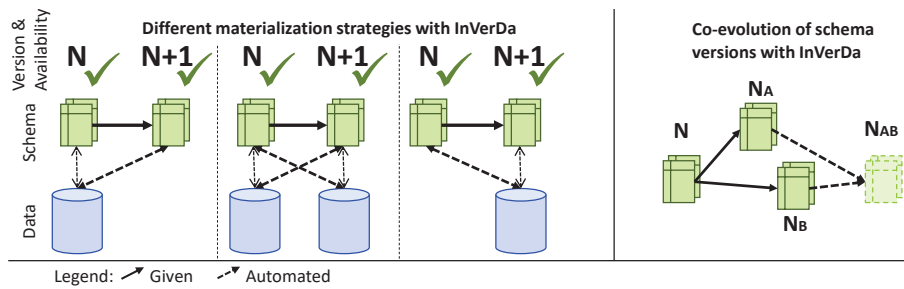 Version &
Availability
Different materialization strategies with InVerDa
N
N+1
N
N+1
N
N+1
Schema
Data
Co-evolution of schema
versions with InVerDa
NA
N
NAB
NB
Legend: Given Automated